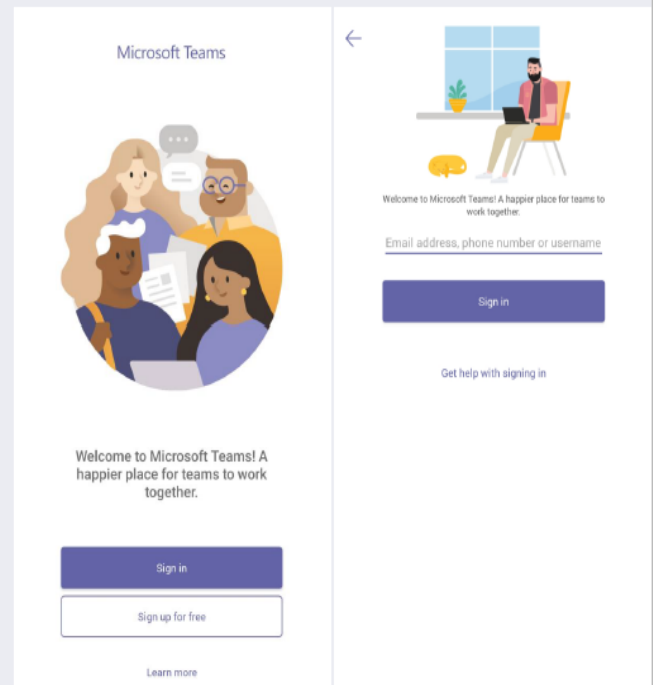 Microsoft Teams
Welcome to Microsoft Teams! A
happier place for teams to work
together.
Sign in
Sign up for free
Learn more
Welcome to Microsoft Teams! A happier place for teams to
work together.
Email address, phone number or username
Sign in
Get help with signing in